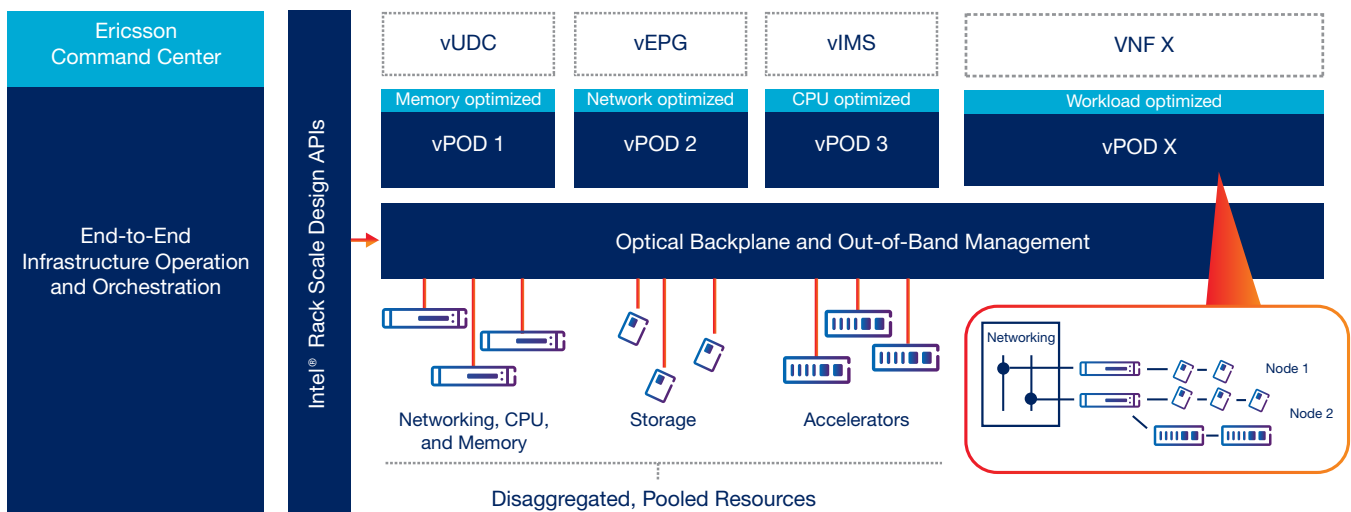 Ericsson
Command Center
End-to-End
Infrastructure Operation
and Orchestration
Intel® Rack Scale Design APIs
vUDC
vEPG
vIMS
VNF X
Memory optimized
Network optimized
CPU optimized
Workload optimized
vPOD 1
vPOD 2
vPOD 3
vPOD X
Optical Backplane and Out-of-Band Management
Networking, CPU,
and Memory
Storage
Accelerators
Disaggregated, Pooled Resources
Networking
Node 1
Node 2